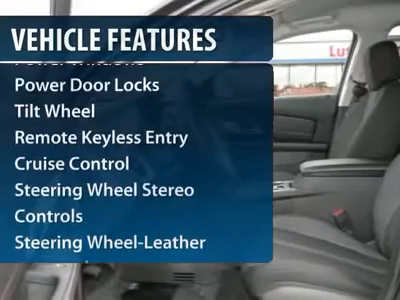 VEHICLE FEATURES
Power Door Locks
Tilt Wheel
Remote Keyless Entry
Cruise Control
Steering Wheel Stereo
Controls
Steering Wheel-Leather